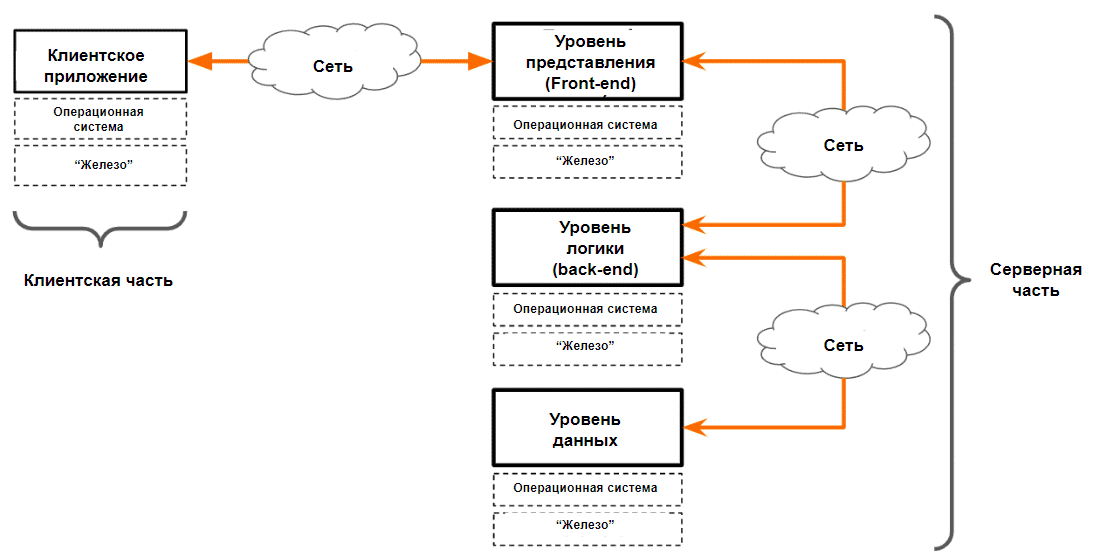 Клиентское
приложение
Операционная
система
“Железо”
Клиентская часть
Сеть
Уровень
представления
(Front-end)
Операционная система
“Железо”
Сеть
Уровень
логики
(back-end)
Операционная система
“Железо”
Сеть
Уровень
данных
Операционная система
“Железо”
Серверная
часть